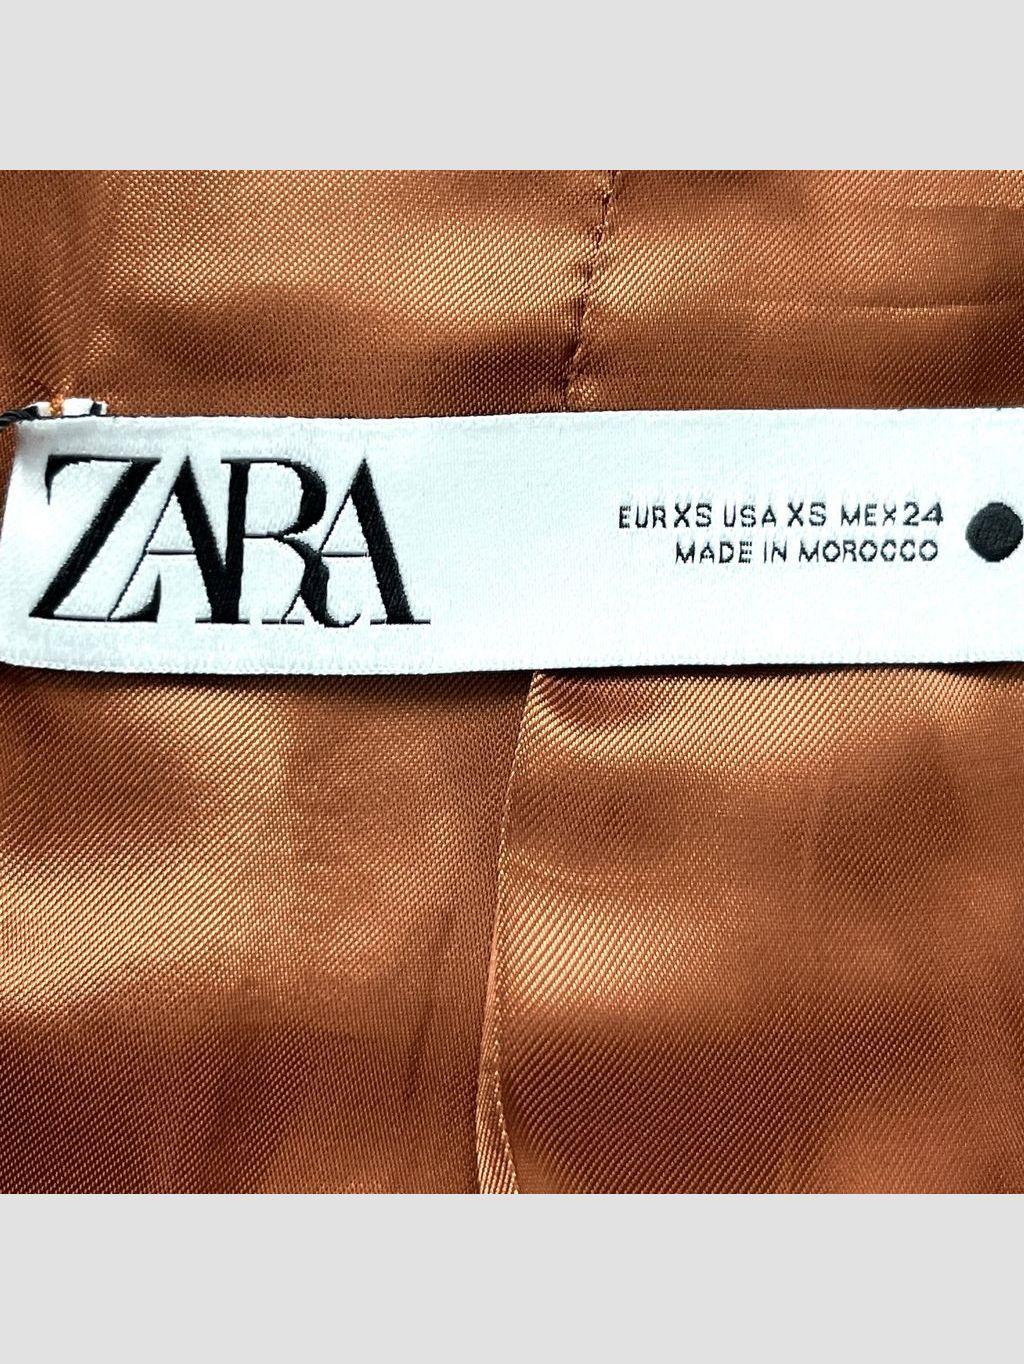 ZARA
EUR XS USA XS MEX 24
MADE IN MOROCCO